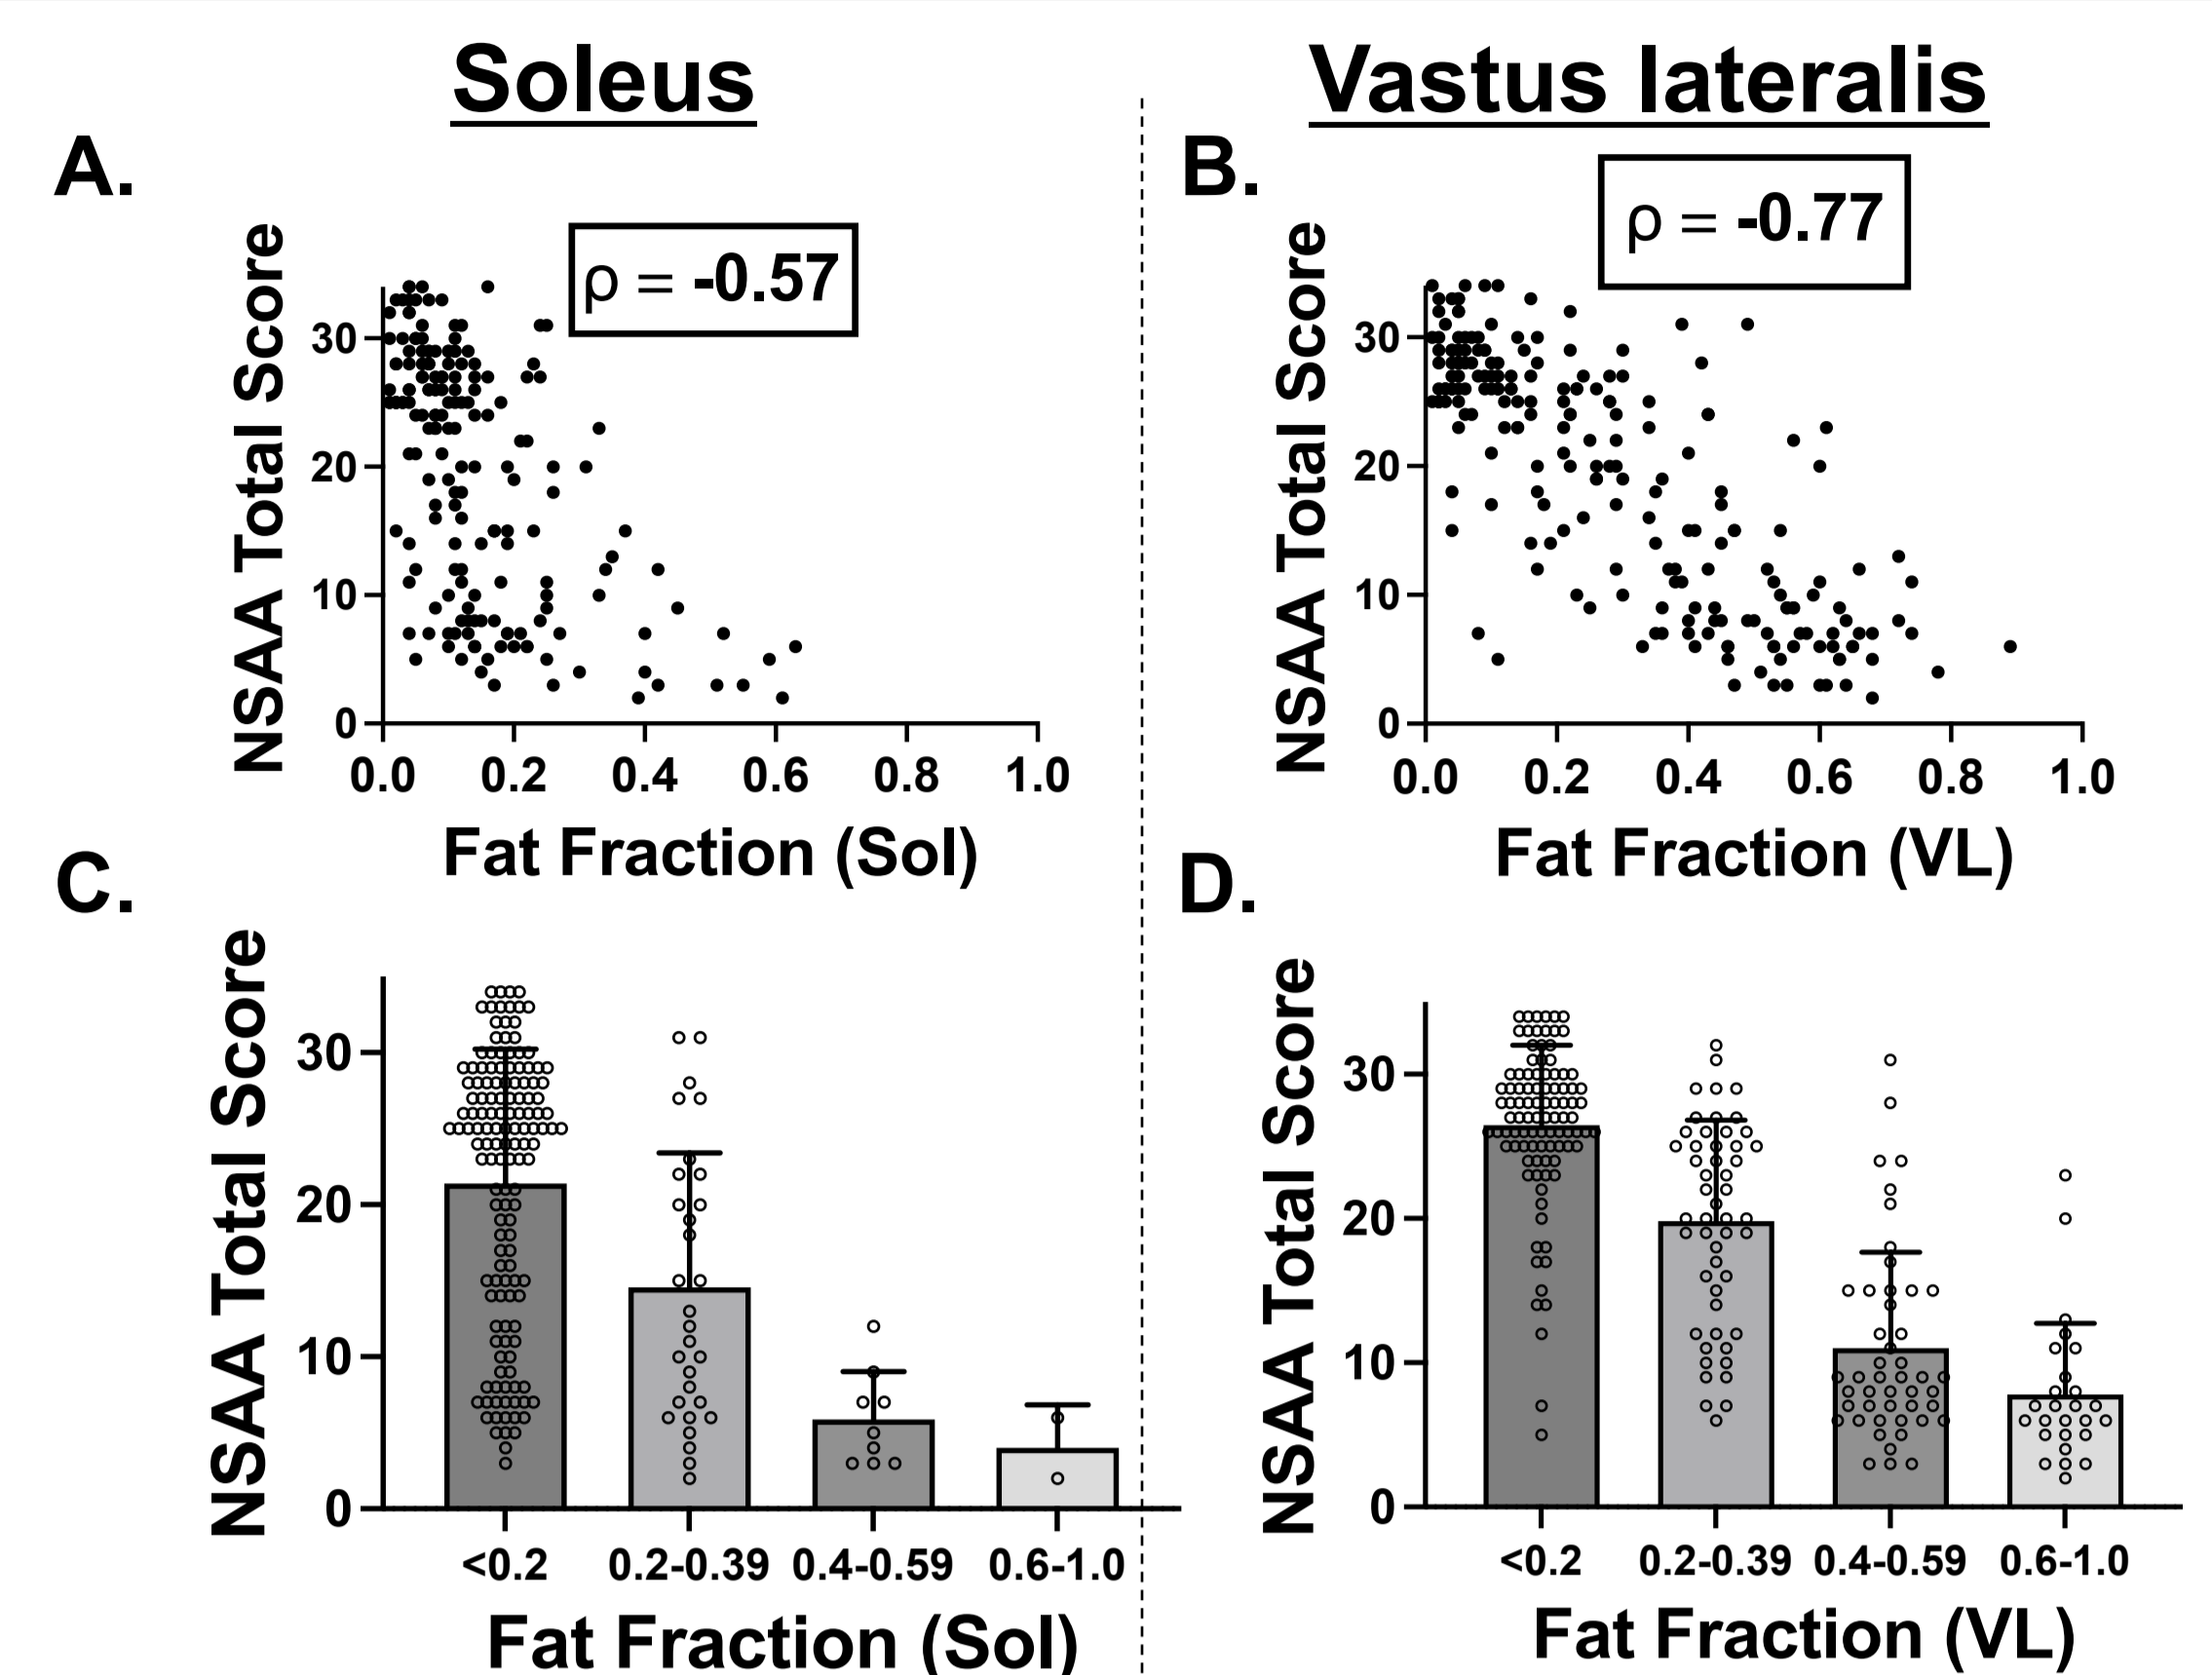 Soleus
Vastus lateralis
A.
ρ = -0.57
NSAA Total Score
30
20
10
0
0.0 0.2 0.4 0.6 0.8 1.0
Fat Fraction (Sol)
B.
ρ = -0.77
NSAA Total Score
30
20
10
0
0.0 0.2 0.4 0.6 0.8 1.0
Fat Fraction (VL)
C.
NSAA Total Score
30
20
10
0
<0.2 0.2-0.39 0.4-0.59 0.6-1.0
Fat Fraction (Sol)
D.
NSAA Total Score
30
20
10
0
<0.2 0.2-0.39 0.4-0.59 0.6-1.0
Fat Fraction (VL)